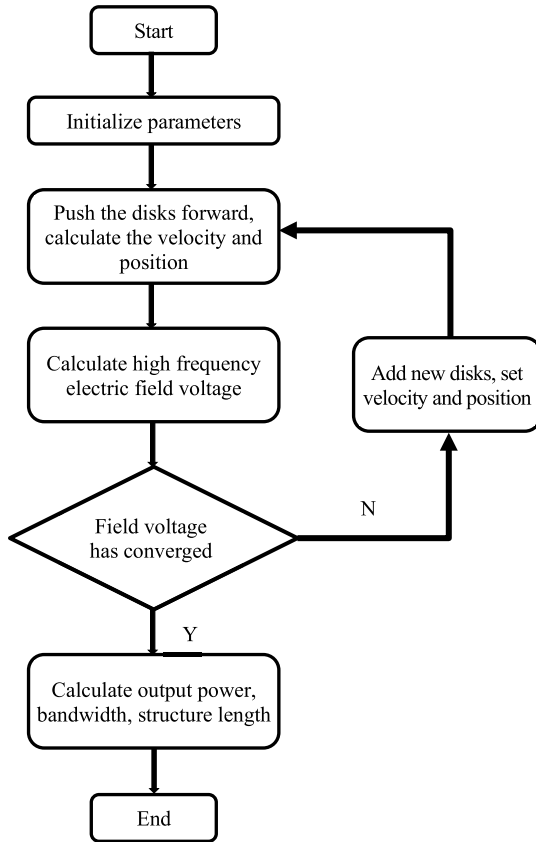 Start
Initialize parameters
Push the disks forward,
calculate the velocity and
position
Calculate high frequency
electric field voltage
Add new disks, set
velocity and position
Field voltage
has converged
N
Y
Calculate output power,
bandwidth, structure length
End